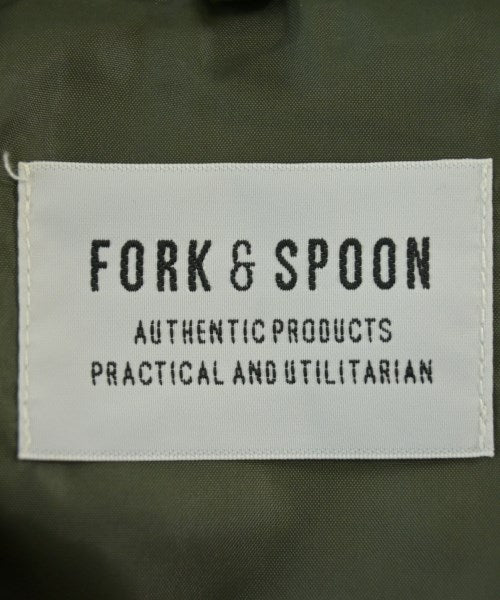 FORK & SPOON
AUTHENTIC PRODUCTS
PRACTICAL AND UTILITARIAN